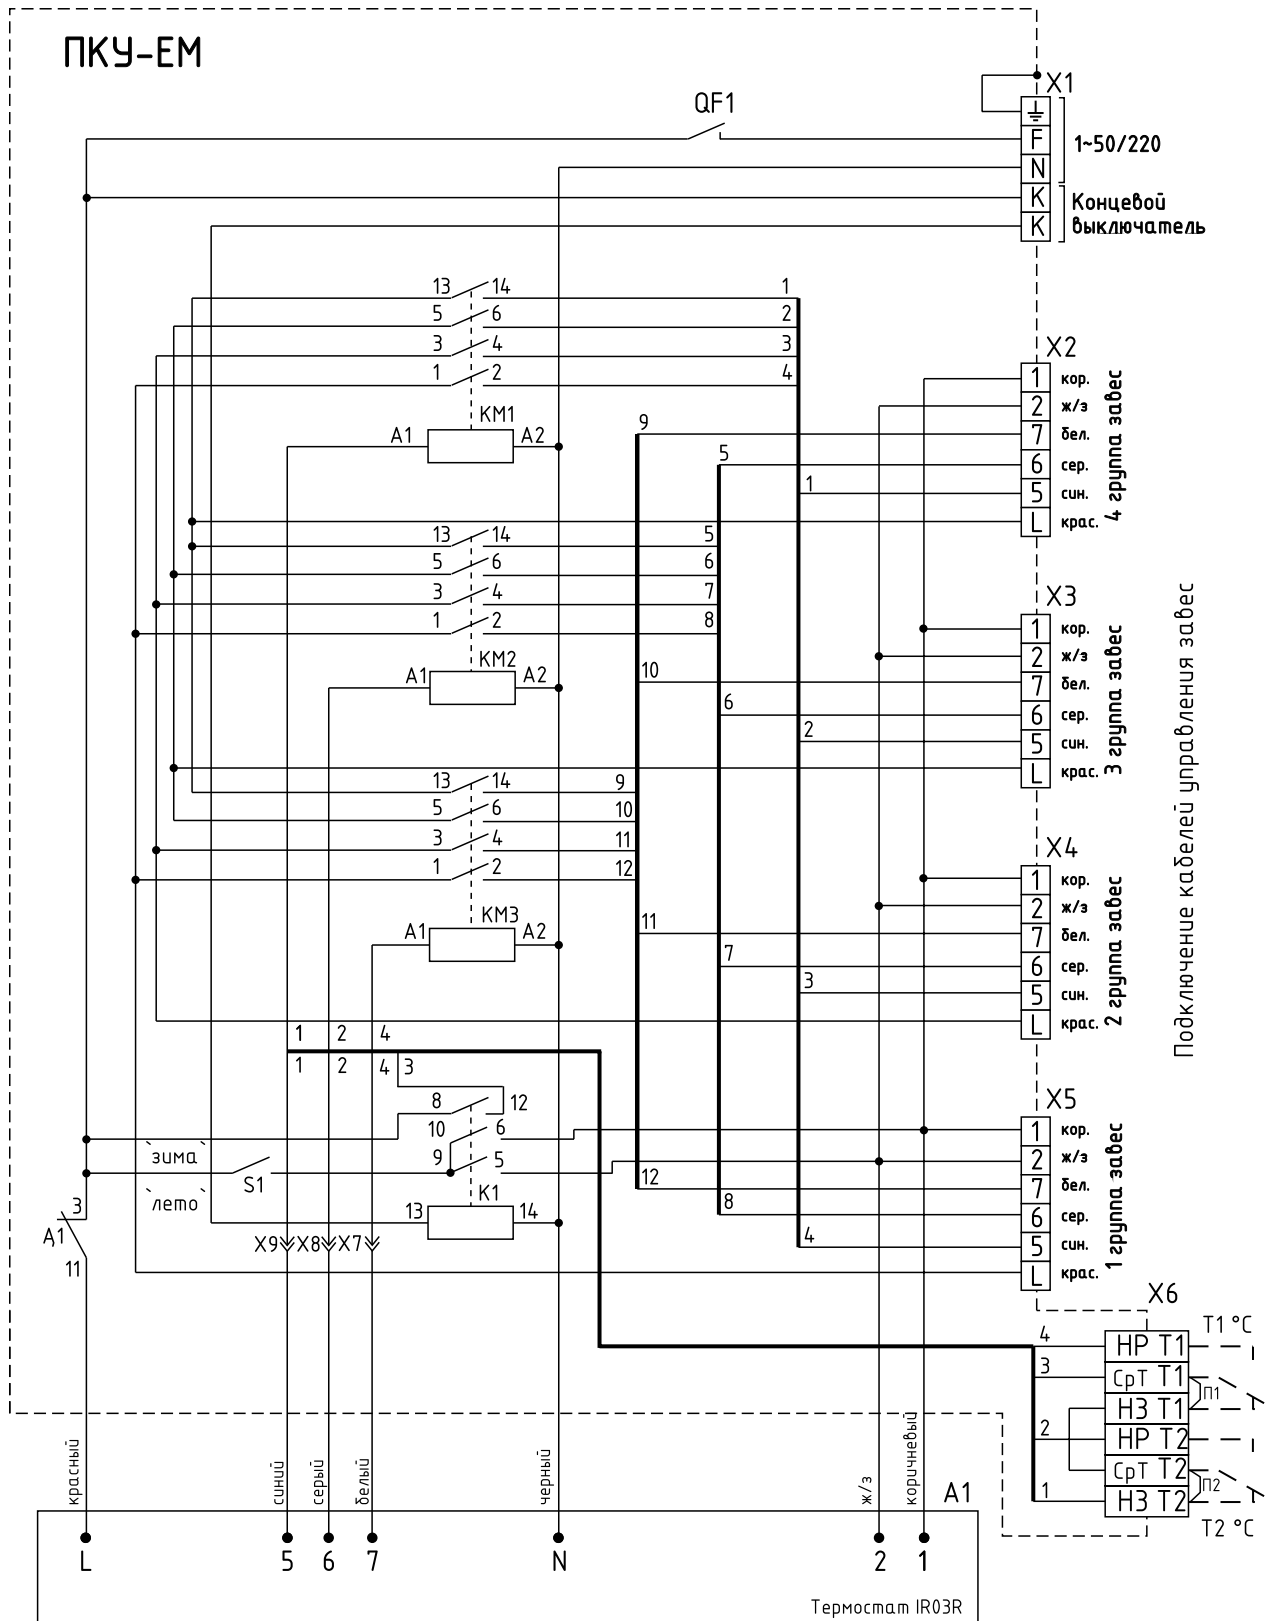 ПКУ-ЕМ
X1
QF1
F
N
K
K
1~50/220
Концевой
выключатель
13 14 1
5 6 2
3 4 3
1 2 4
KM1
A1 A2
X2
1 кор.
2 ж/з
7 бел.
6 сер.
5 син.
L крас.
4 группа завес
9
5
1
13 14 5
5 6 6
3 4 7
1 2 8
KM2
A1 A2
X3
1 кор.
2 ж/з
7 бел.
6 сер.
5 син.
L крас.
3 группа завес
10
6
2
13 14 9
5 6 10
3 4 11
1 2 12
KM3
A1 A2
X4
1 кор.
2 ж/з
7 бел.
6 сер.
5 син.
L крас.
2 группа завес
11
7
3
Подключение кабелей управления завес
1 2 4
1 2 4 3
8 12
10 6
9 5
`зима`
S1
`лето`
K1
13 14
3
Д1
11
X9 X8 X7
X5
1 кор.
2 ж/з
7 бел.
6 сер.
5 син.
L крас.
1 группа завес
12
8
4
X6
4 НР Т1
3 СрТ Т1
НЗ Т1
2 НР Т2
СрТ Т2
1 НЗ Т2
T1 °C
П1
П2
T2 °C
красный
синий
серый
белый
черный
ж/з
коричневый
A1
L 5 6 7 N 2 1
Термостат IR03R